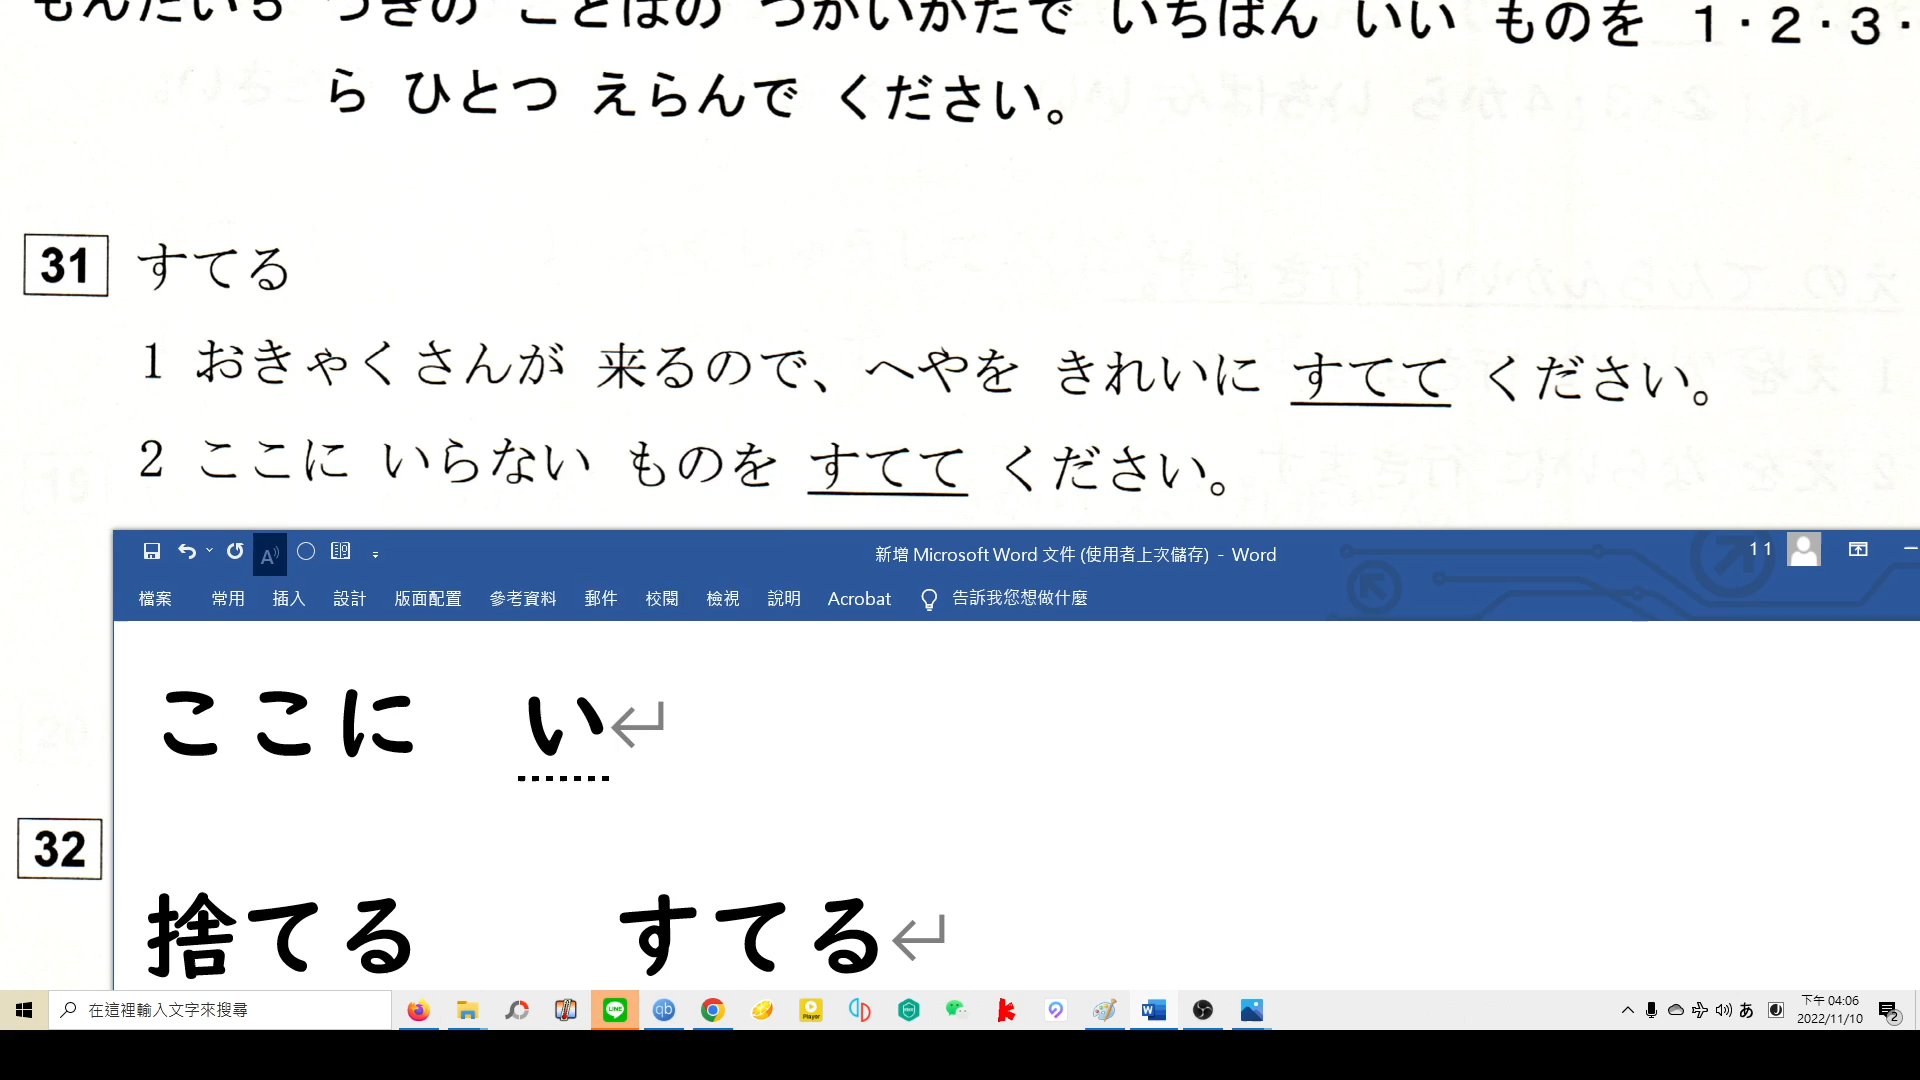 もんだい５ つぎの ことばの つかいかたで いちばん いい ものを 1・2・3・
ら ひとつ えらんで ください。
31 すてる
1 おきゃくさんが 来るので、へやを きれいに すてて ください。
2 ここに いらない ものを すてて ください。
新增 Microsoft Word 文件 (使用者上次儲存) - Word
1 1
檔案 常用 插入 設計 版面配置 參考資料 郵件 校閱 檢視 說明 Acrobat 告訴我您想做什麼
ここに い
32
捨てる すてる
在這裡輸入文字來搜尋
あ
下午 04:06
2022/11/10
2